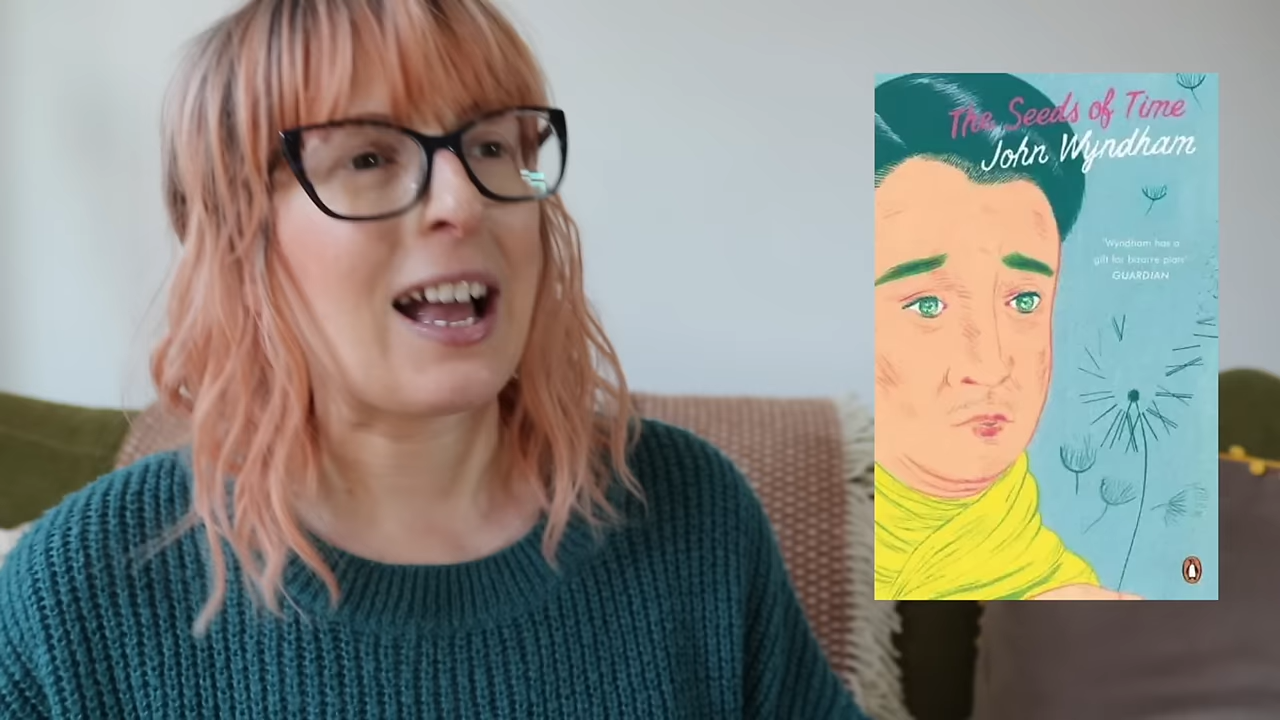 The Seeds of Time
John Wyndham
'Wyndham has a
gift for bizarre plots'
GUARDIAN